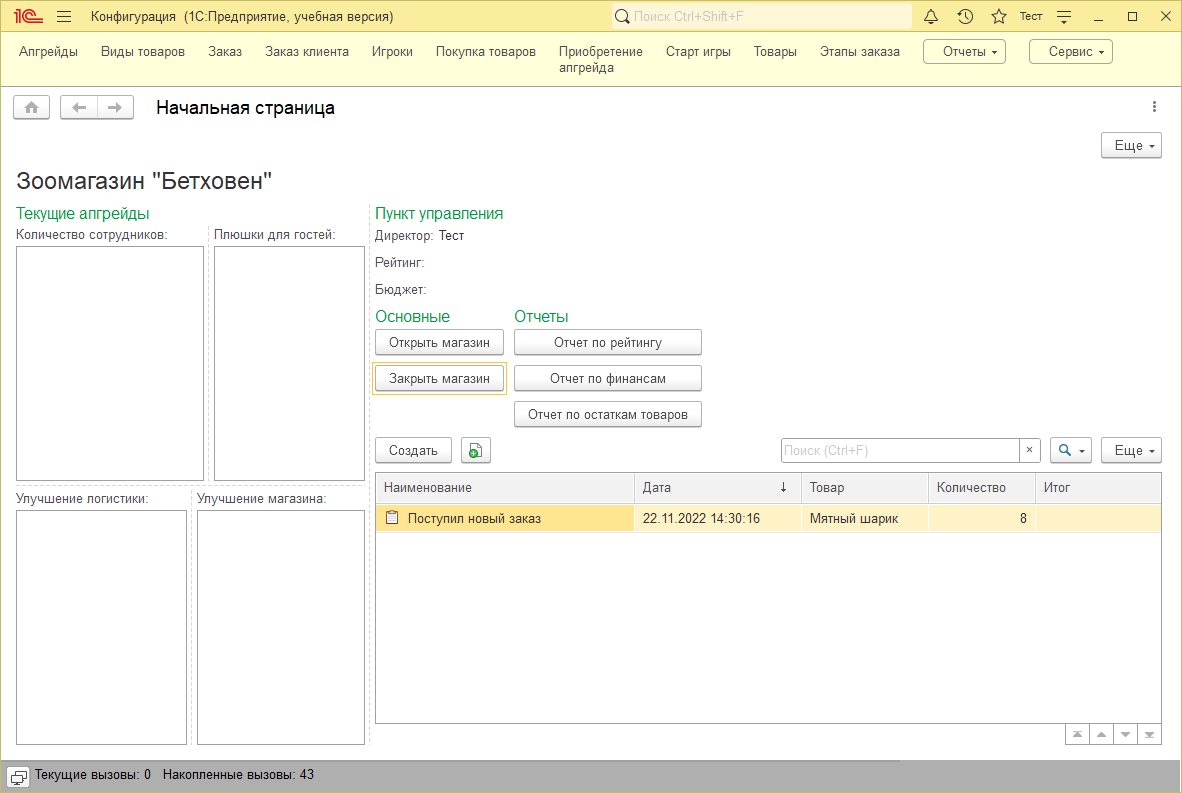 1С Конфигурация (1С:Предприятие, учебная версия) Поиск Ctrl+Shift+F Тест
Апгрейды Виды товаров Заказ Заказ клиента Игроки Покупка товаров Приобретение апгрейда Старт игры Товары Этапы заказа Отчеты Сервис
Начальная страница
Еще
Зоомагазин "Бетховен"
Текущие апгрейды
Количество сотрудников: Плюшки для гостей:
Улучшение логистики: Улучшение магазина:
Пункт управления
Директор: Тест
Рейтинг:
Бюджет:
Основные Отчеты
Открыть магазин Отчет по рейтингу
Закрыть магазин Отчет по финансам
Отчет по остаткам товаров
Создать Поиск (Ctrl+F) × Еще
Наименование Дата ↓ Товар Количество Итог
Поступил новый заказ 22.11.2022 14:30:16 Мятный шарик 8
Текущие вызовы: 0 Накопленные вызовы: 43